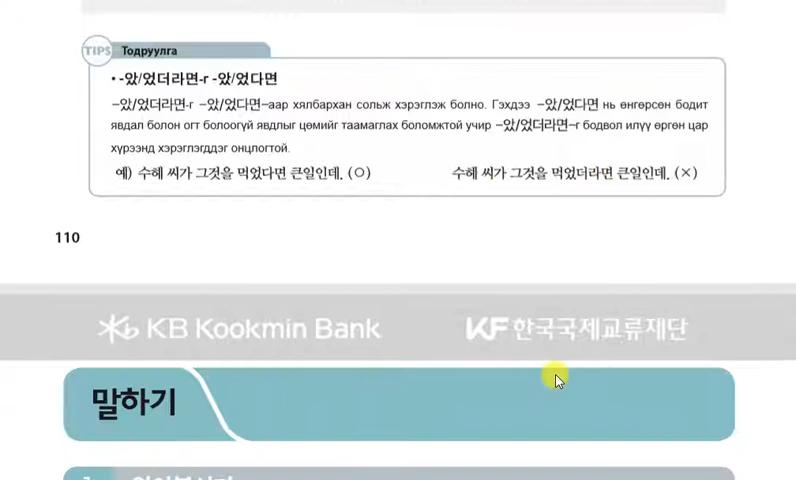 TIPS Тодруулга
• -았/었더라면-г -았/었다면
-았/었더라면-г -았/었다면-аар хялбархан сольж хэрэглэж болно. Гэхдээ -았/었다면 нь өнгөрсөн бодит
явдал болон огт болоогүй явдлыг цөмийг таамаглах боломжтой учир -았/었더라면-г бодвол илүү өргөн цар
хүрээнд хэрэглэгддэг онцлогтой.
예) 수혜 씨가 그것을 먹었다면 큰일인데. (○) 수혜 씨가 그것을 먹었더라면 큰일인데. (×)
110
KB Kookmin Bank KF 한국국제교류재단
말하기